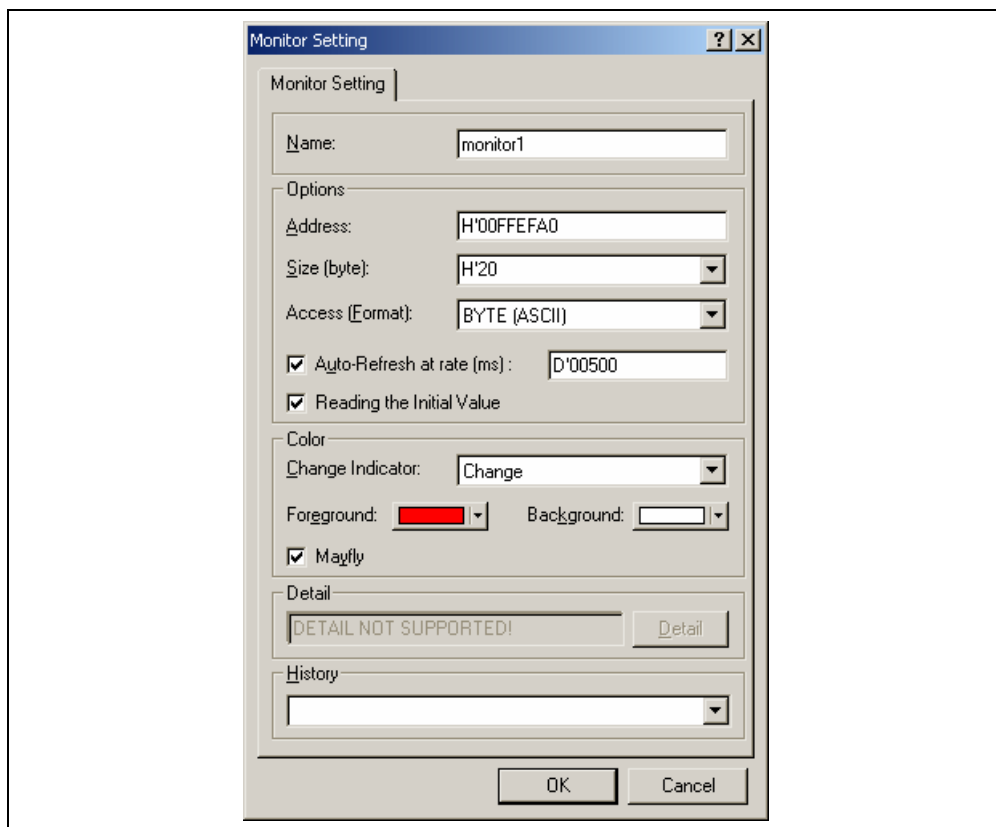 Monitor Setting
Monitor Setting
Name: monitor1
Options
Address: H'00FFEFA0
Size (byte): H'20
Access (Format): BYTE (ASCII)
Auto-Refresh at rate (ms) : D'00500
Reading the Initial Value
Color
Change Indicator: Change
Foreground: Background:
Mayfly
Detail
DETAIL NOT SUPPORTED! Detail
History
OK Cancel